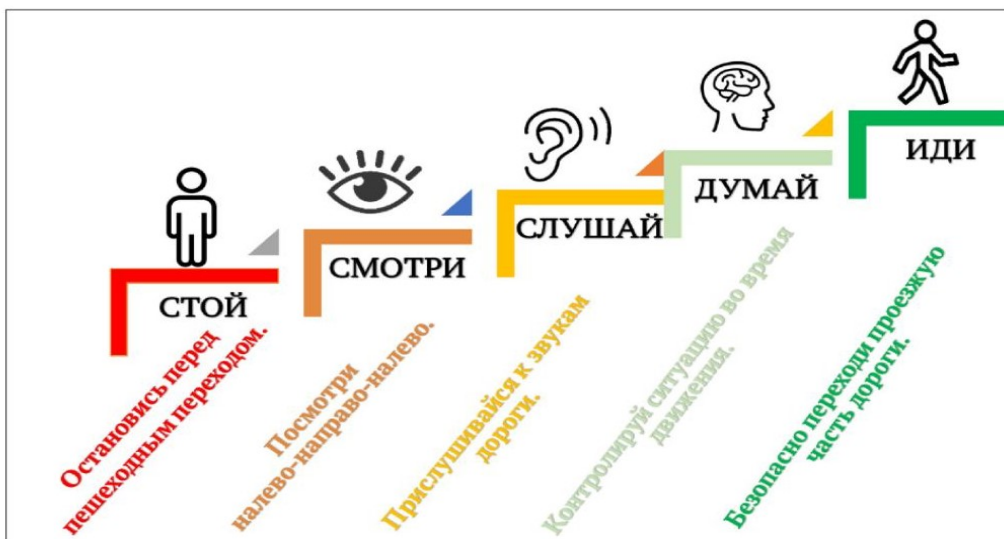 СТОЙ
Остановись перед
пешеходным переходом.
СМОТРИ
Посмотри
налево-направо-налево.
СЛУШАЙ
Прислушивайся к звукам
дороги.
ДУМАЙ
Контролируй ситуацию во время
движения.
ИДИ
Безопасно переходи проезжую
часть дороги.